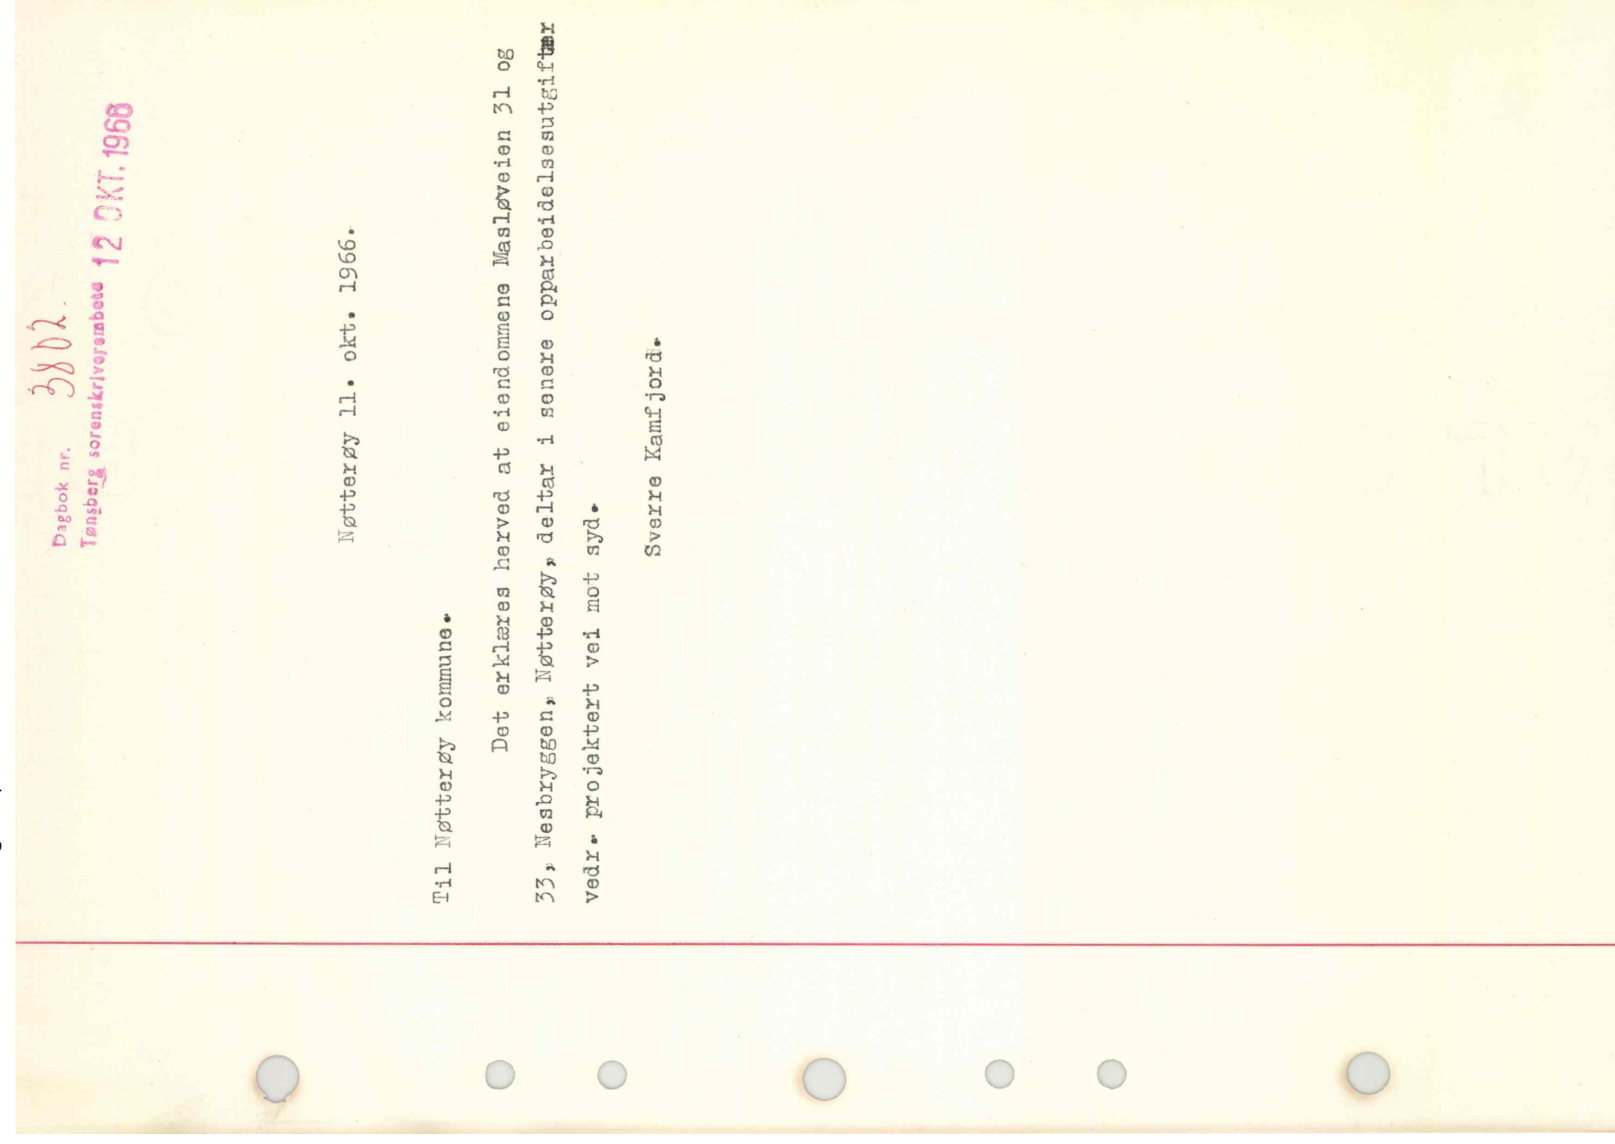 Dagbok nr. 3802.
Tønsberg sorenskriverembete 12 OKT. 1966
Nøtterøy 11. okt. 1966.
Til Nøtterøy kommune.
Det erklæres herved at eiendommene Masløveien 31 og
33, Nesbryggen, Nøtterøy, deltar i senere opparbeidelsesutgifter
vedr. projektert vei mot syd.
Sverre Kamfjord.